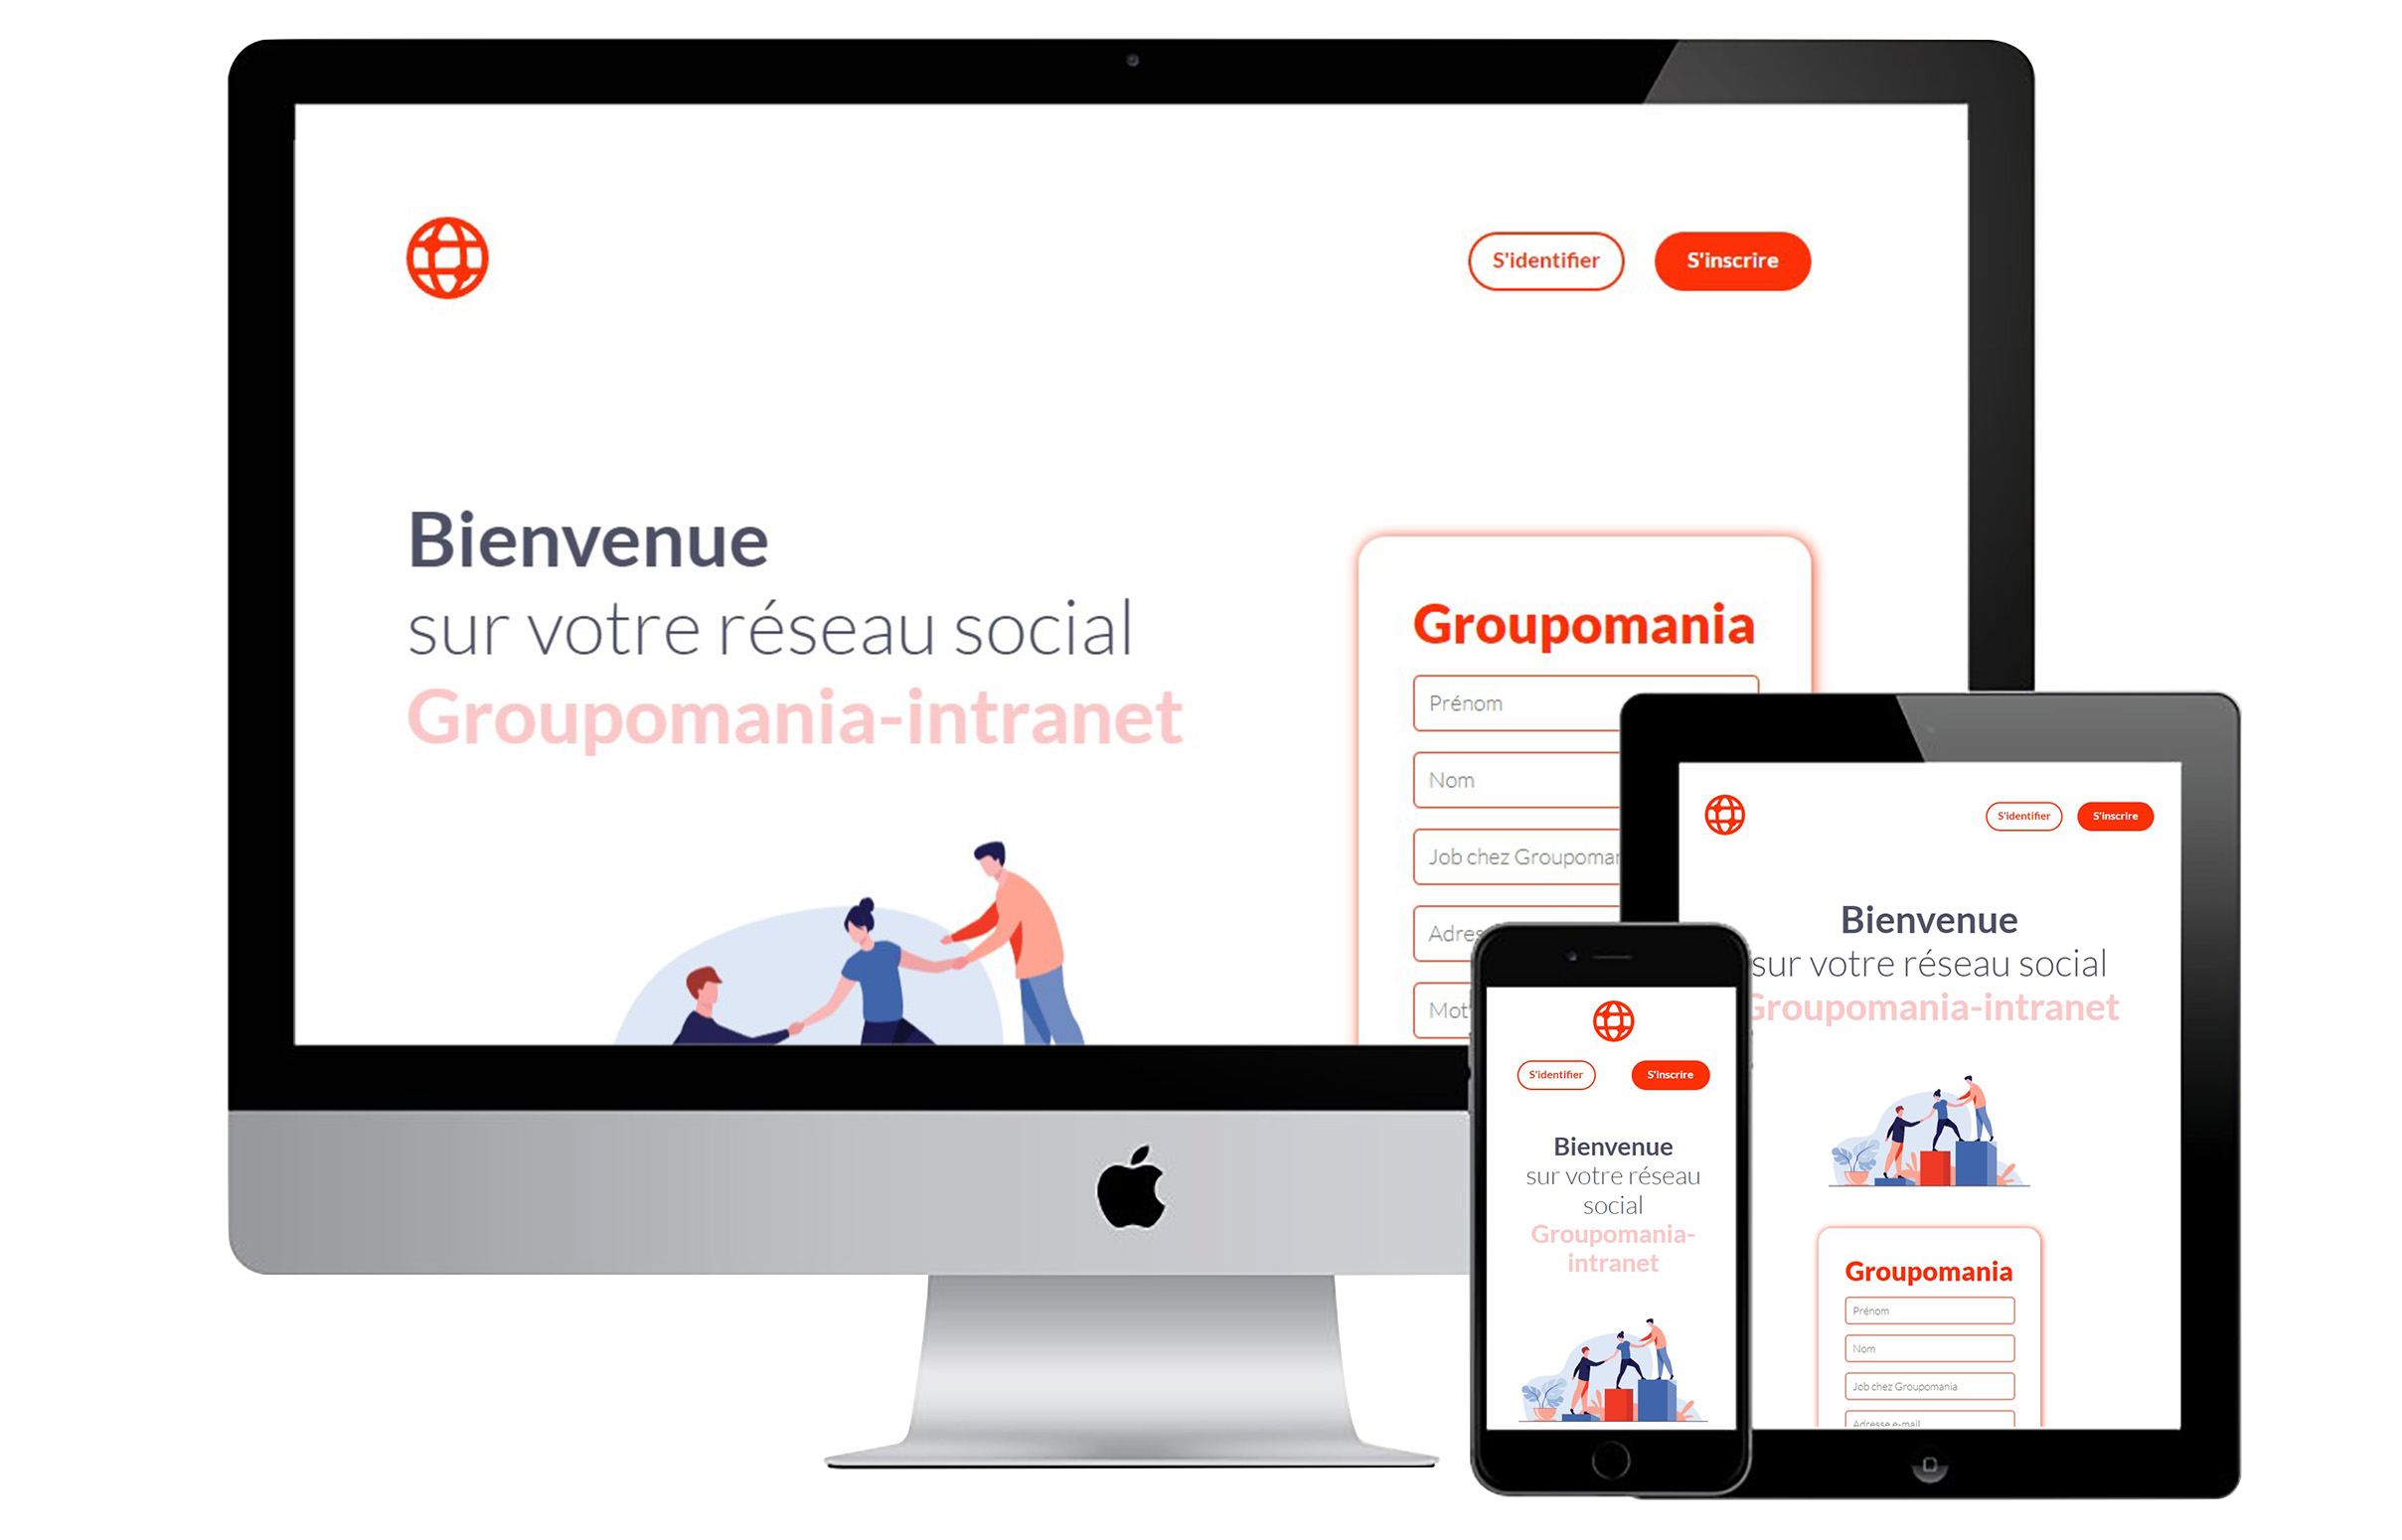 S'identifier
S'inscrire
Bienvenue
sur votre réseau social
Groupomania-intranet
Groupomania
Prénom
Nom
Job chez Groupoma
Adres
Mot
S'identifier
S'inscrire
Bienvenue
sur votre réseau social
Groupomania-intranet
Groupomania
Prénom
Nom
Job chez Groupomania
Adresse e-mail
S'identifier
S'inscrire
Bienvenue
sur votre réseau
social
Groupomania-
intranet